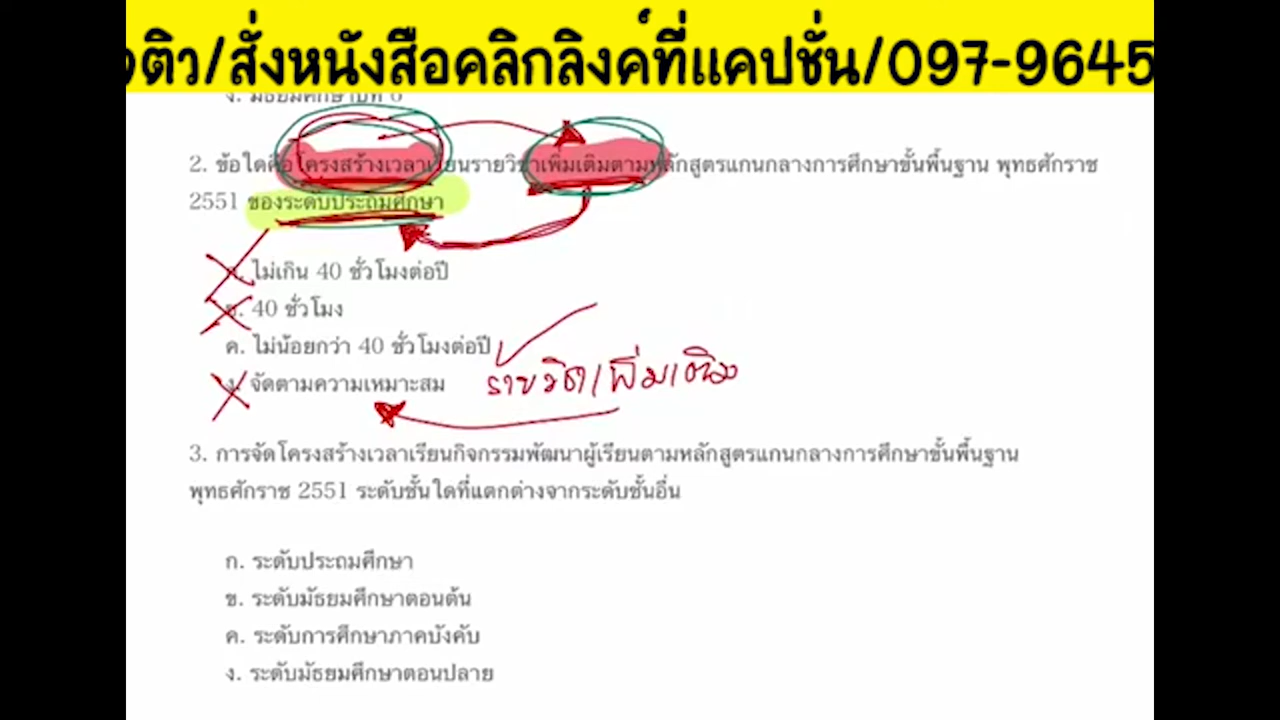 จติว/สั่งหนังสือคลิกลิงค์ที่แคปชั่น/097-9645
ง. มัธยมศึกษาปีที่ 6
2. ข้อใดคือโครงสร้างเวลาเรียนรายวิชาเพิ่มเติมตามหลักสูตรแกนกลางการศึกษาขั้นพื้นฐาน พุทธศักราช
2551 ของระดับประถมศึกษา
ก. ไม่เกิน 40 ชั่วโมงต่อปี
ข. 40 ชั่วโมง
ค. ไม่น้อยกว่า 40 ชั่วโมงต่อปี
ง. จัดตามความเหมาะสม
รายวิชาเพิ่มเติม
3. การจัดโครงสร้างเวลาเรียนกิจกรรมพัฒนาผู้เรียนตามหลักสูตรแกนกลางการศึกษาขั้นพื้นฐาน
พุทธศักราช 2551 ระดับชั้นใดที่แตกต่างจากระดับชั้นอื่น
ก. ระดับประถมศึกษา
ข. ระดับมัธยมศึกษาตอนต้น
ค. ระดับการศึกษาภาคบังคับ
ง. ระดับมัธยมศึกษาตอนปลาย